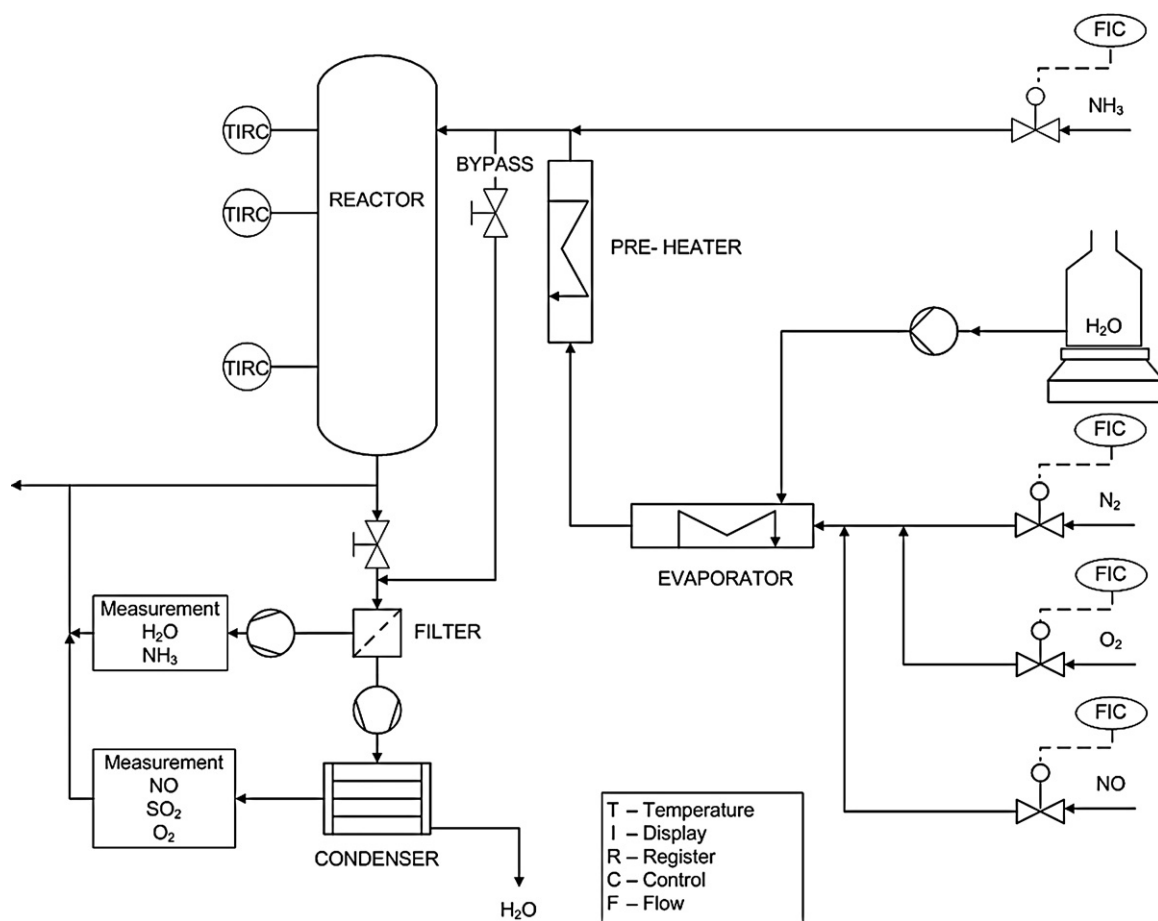 FIC
NH₃
TIRC
BYPASS
REACTOR
TIRC
PRE- HEATER
H₂O
TIRC
FIC
N₂
EVAPORATOR
FIC
Measurement
H₂O
NH₃
FILTER
O₂
FIC
Measurement
NO
SO₂
O₂
NO
CONDENSER
H₂O
T – Temperature
I – Display
R – Register
C – Control
F – Flow